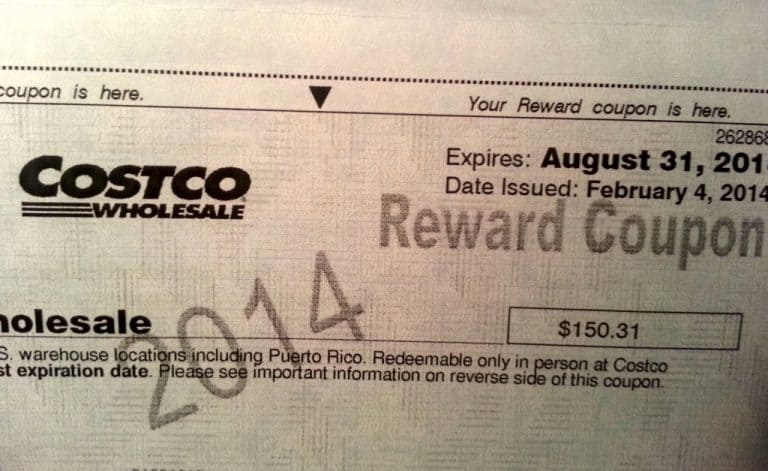 coupon is here.
Your Reward coupon is here.
26286
Expires: August 31, 201
Date Issued: February 4, 2014
COSTCO
WHOLESALE
Reward Coupon
2014
olesale
$150.31
S. warehouse locations including Puerto Rico. Redeemable only in person at Costco
st expiration date. Please see important information on reverse side of this coupon.